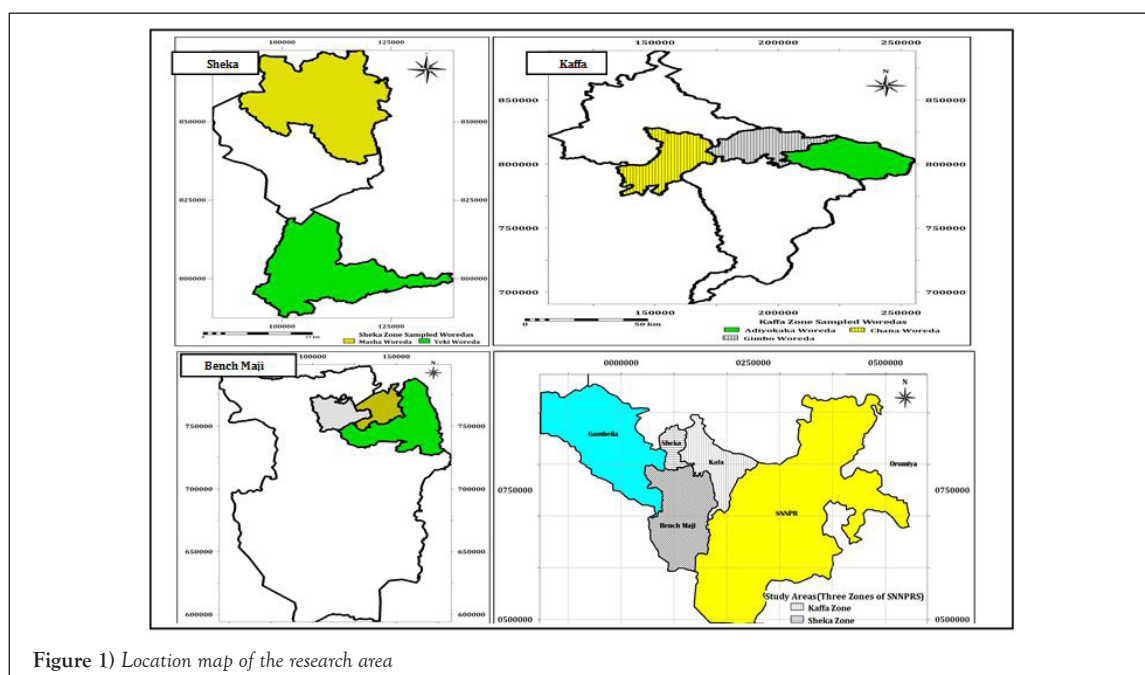 Sheka
100000 125000
850000 850000
825000 825000
800000 800000
100000 125000
Sheka Zone Sampled Woredas
Masha Woreda Yeki Woreda
Kaffa
150000 200000 250000
N
850000 850000
800000 800000
750000 750000
700000 700000
150000 200000 250000
0 50 km
Kaffa Zone Sampled Woredas
Adiyokaka Woreda Chana Woreda
Gimbo Woreda
Bench Maji
100000 150000
N
750000 750000
700000 700000
650000 650000
600000 600000
0000000 0250000 0500000
N
Gambella
Sheka
Kafa
Oromiya
0750000 0750000
SNNPR
Bench Maji
Study Areas(Three Zones of SNNPRS)
Kaffa Zone
Sheka Zone
0500000 0500000
Figure 1) Location map of the research area